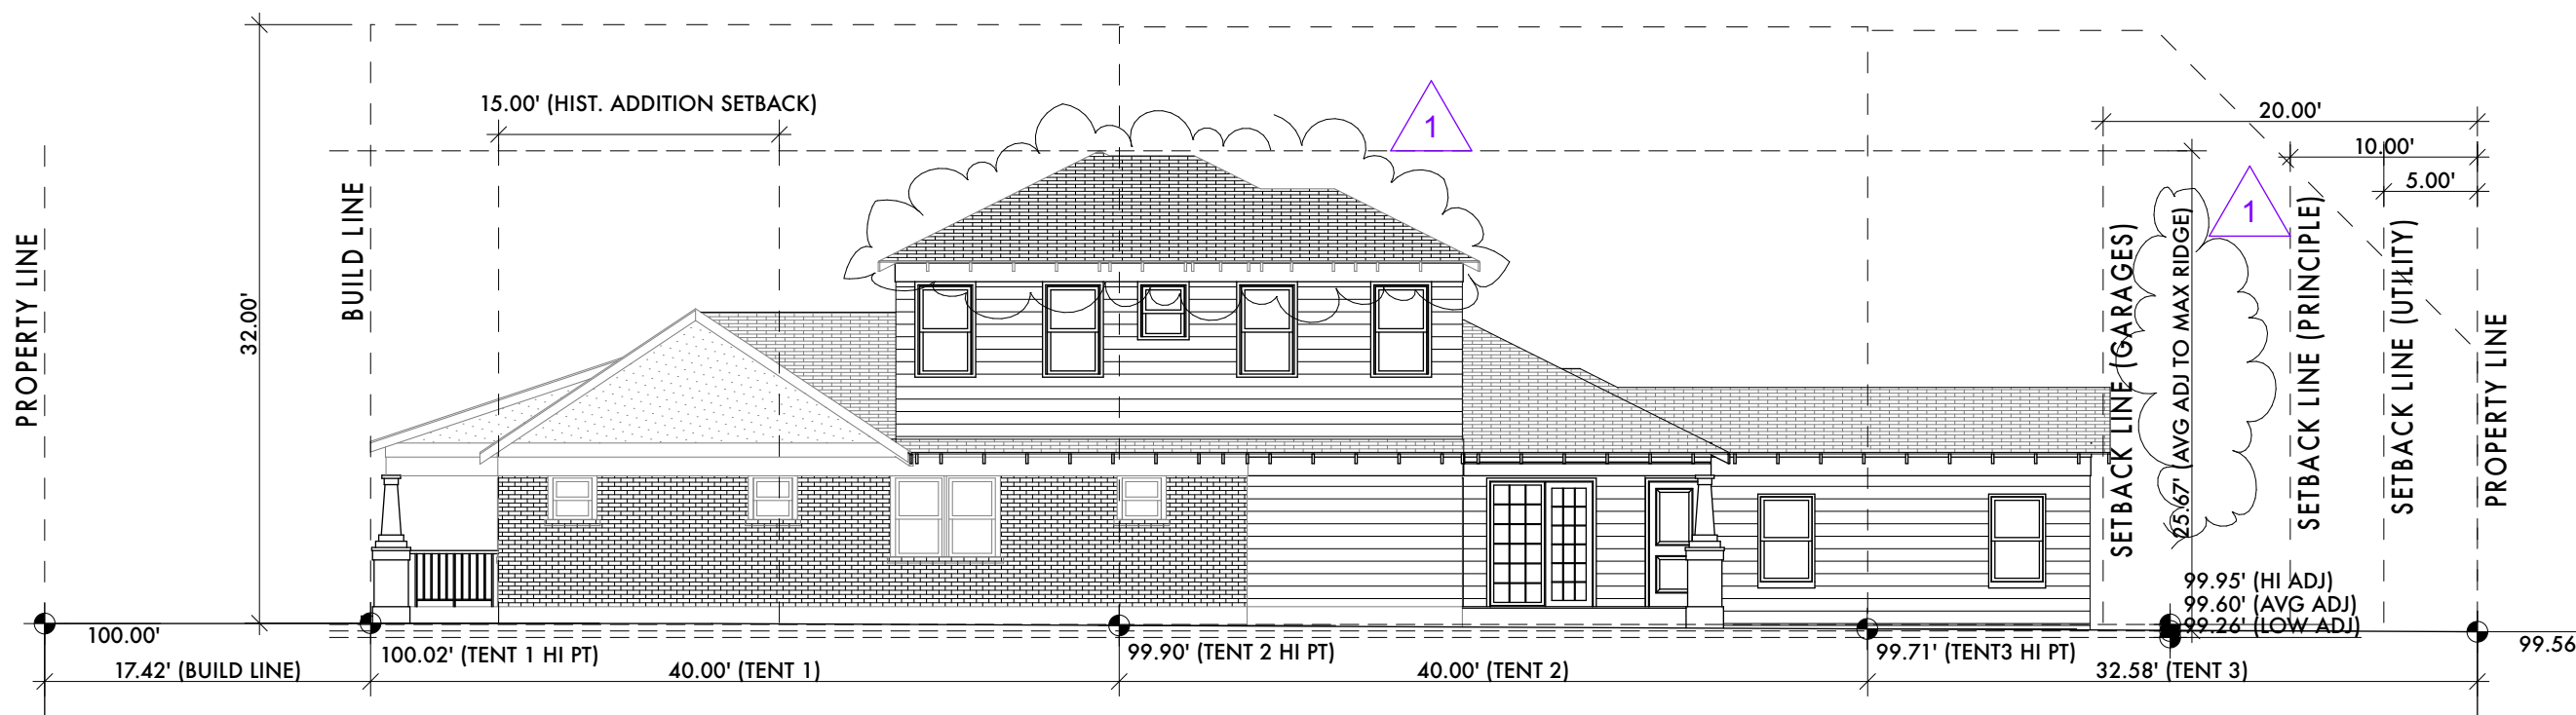 15.00' (HIST. ADDITION SETBACK)
1
20.00'
10.00'
5.00'
1
PROPERTY LINE
32.00'
BUILD LINE
SETBACK LINE (GARAGES)
25.67' (AVG ADJ TO MAX RIDGE)
SETBACK LINE (PRINCIPLE)
SETBACK LINE (UTILITY)
PROPERTY LINE
99.95' (HI ADJ)
99.60' (AVG ADJ)
99.26' (LOW ADJ)
100.00'
100.02' (TENT 1 HI PT)
99.90' (TENT 2 HI PT)
99.71' (TENT3 HI PT)
99.56
17.42' (BUILD LINE)
40.00' (TENT 1)
40.00' (TENT 2)
32.58' (TENT 3)